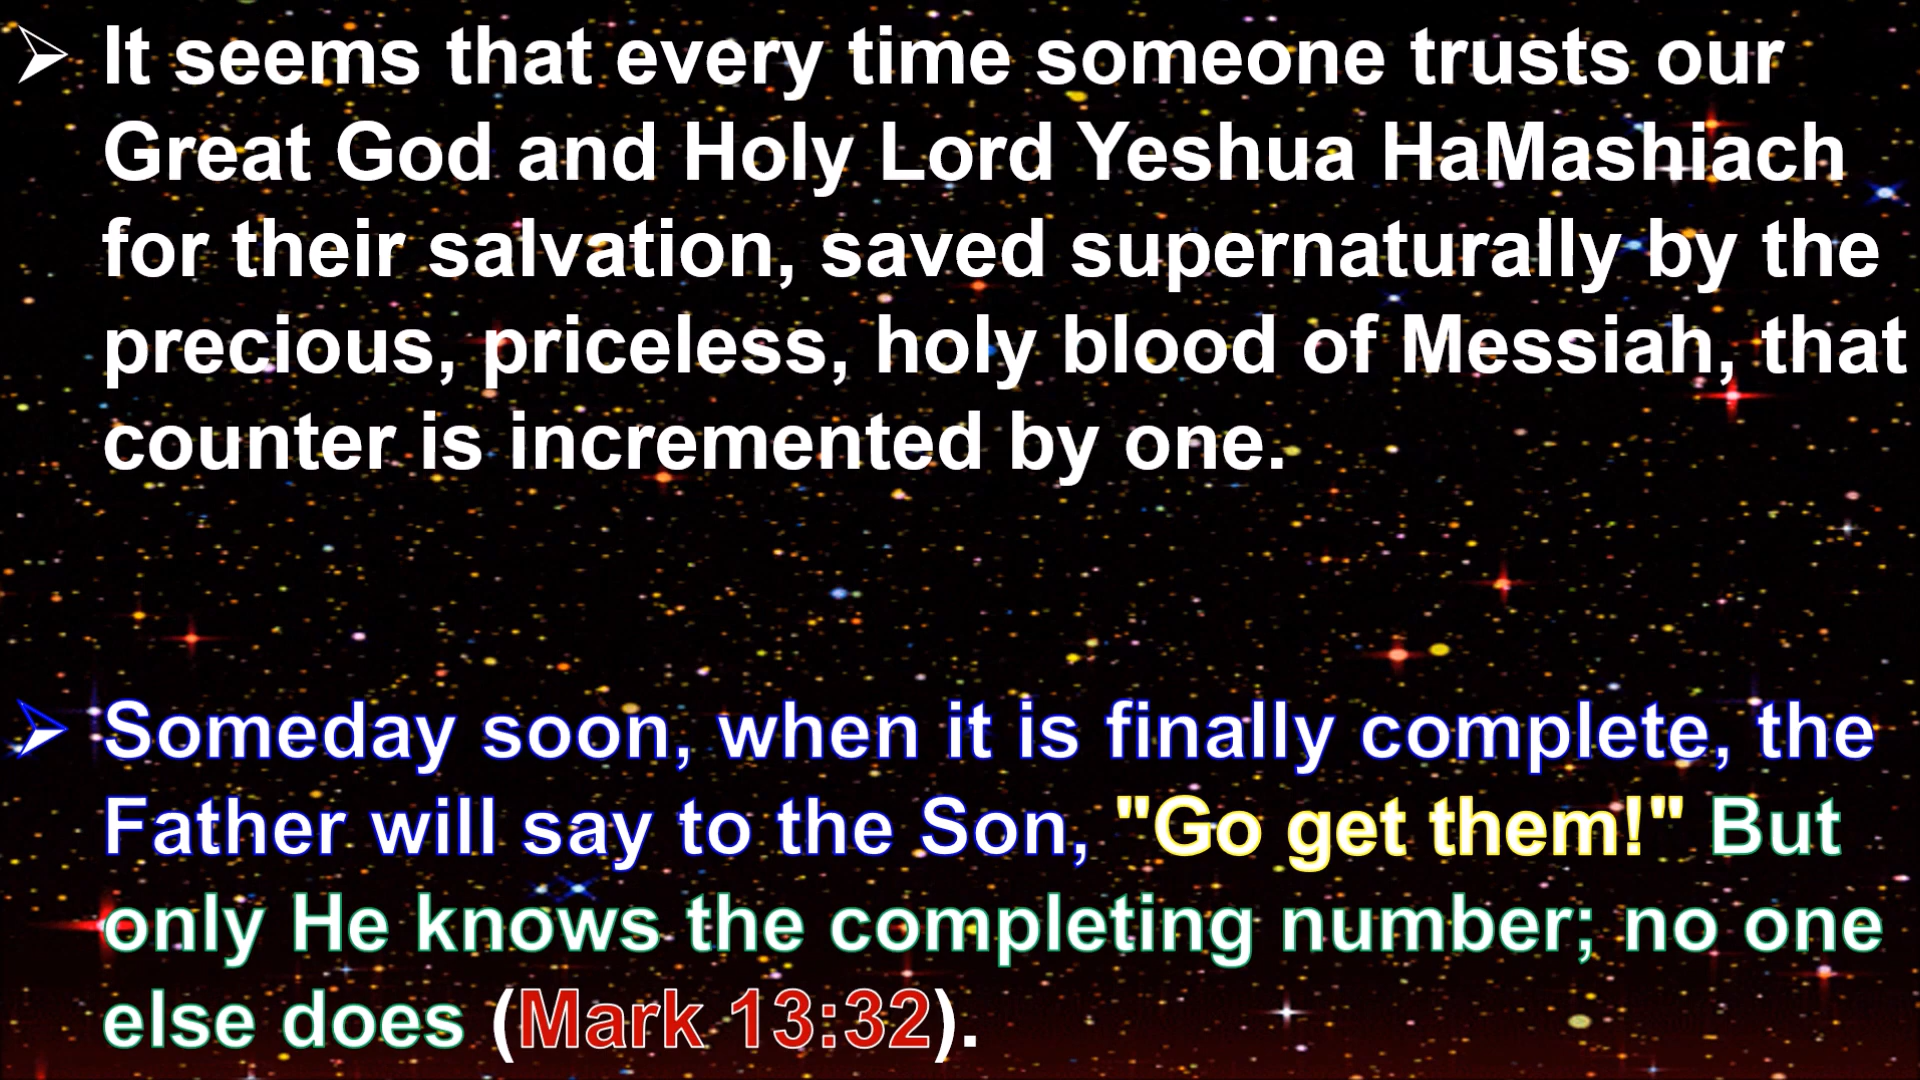 ➢ It seems that every time someone trusts our
Great God and Holy Lord Yeshua HaMashiach
for their salvation, saved supernaturally by the
precious, priceless, holy blood of Messiah, that
counter is incremented by one.
➢ Someday soon, when it is finally complete, the
Father will say to the Son, "Go get them!" But
only He knows the completing number; no one
else does (Mark 13:32).